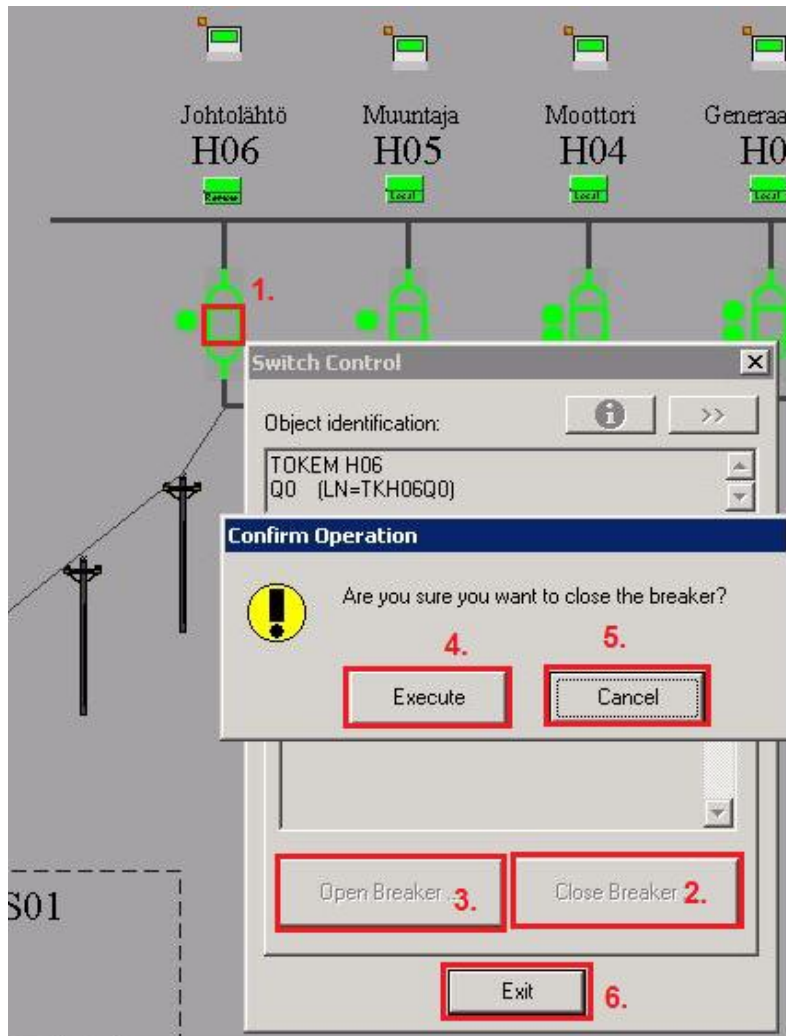 Johtolähtö
Muuntaja
Moottori
Generaa
H06
H05
H04
H0
Local
Local
Local
1.
Switch Control
Object identification:
>>
TOKEM H06
Q0 (LN=TKH06Q0)
Confirm Operation
Are you sure you want to close the breaker?
4.
5.
Execute
Cancel
Open Breaker ...
3.
Close Breaker
2.
S01
Exit
6.